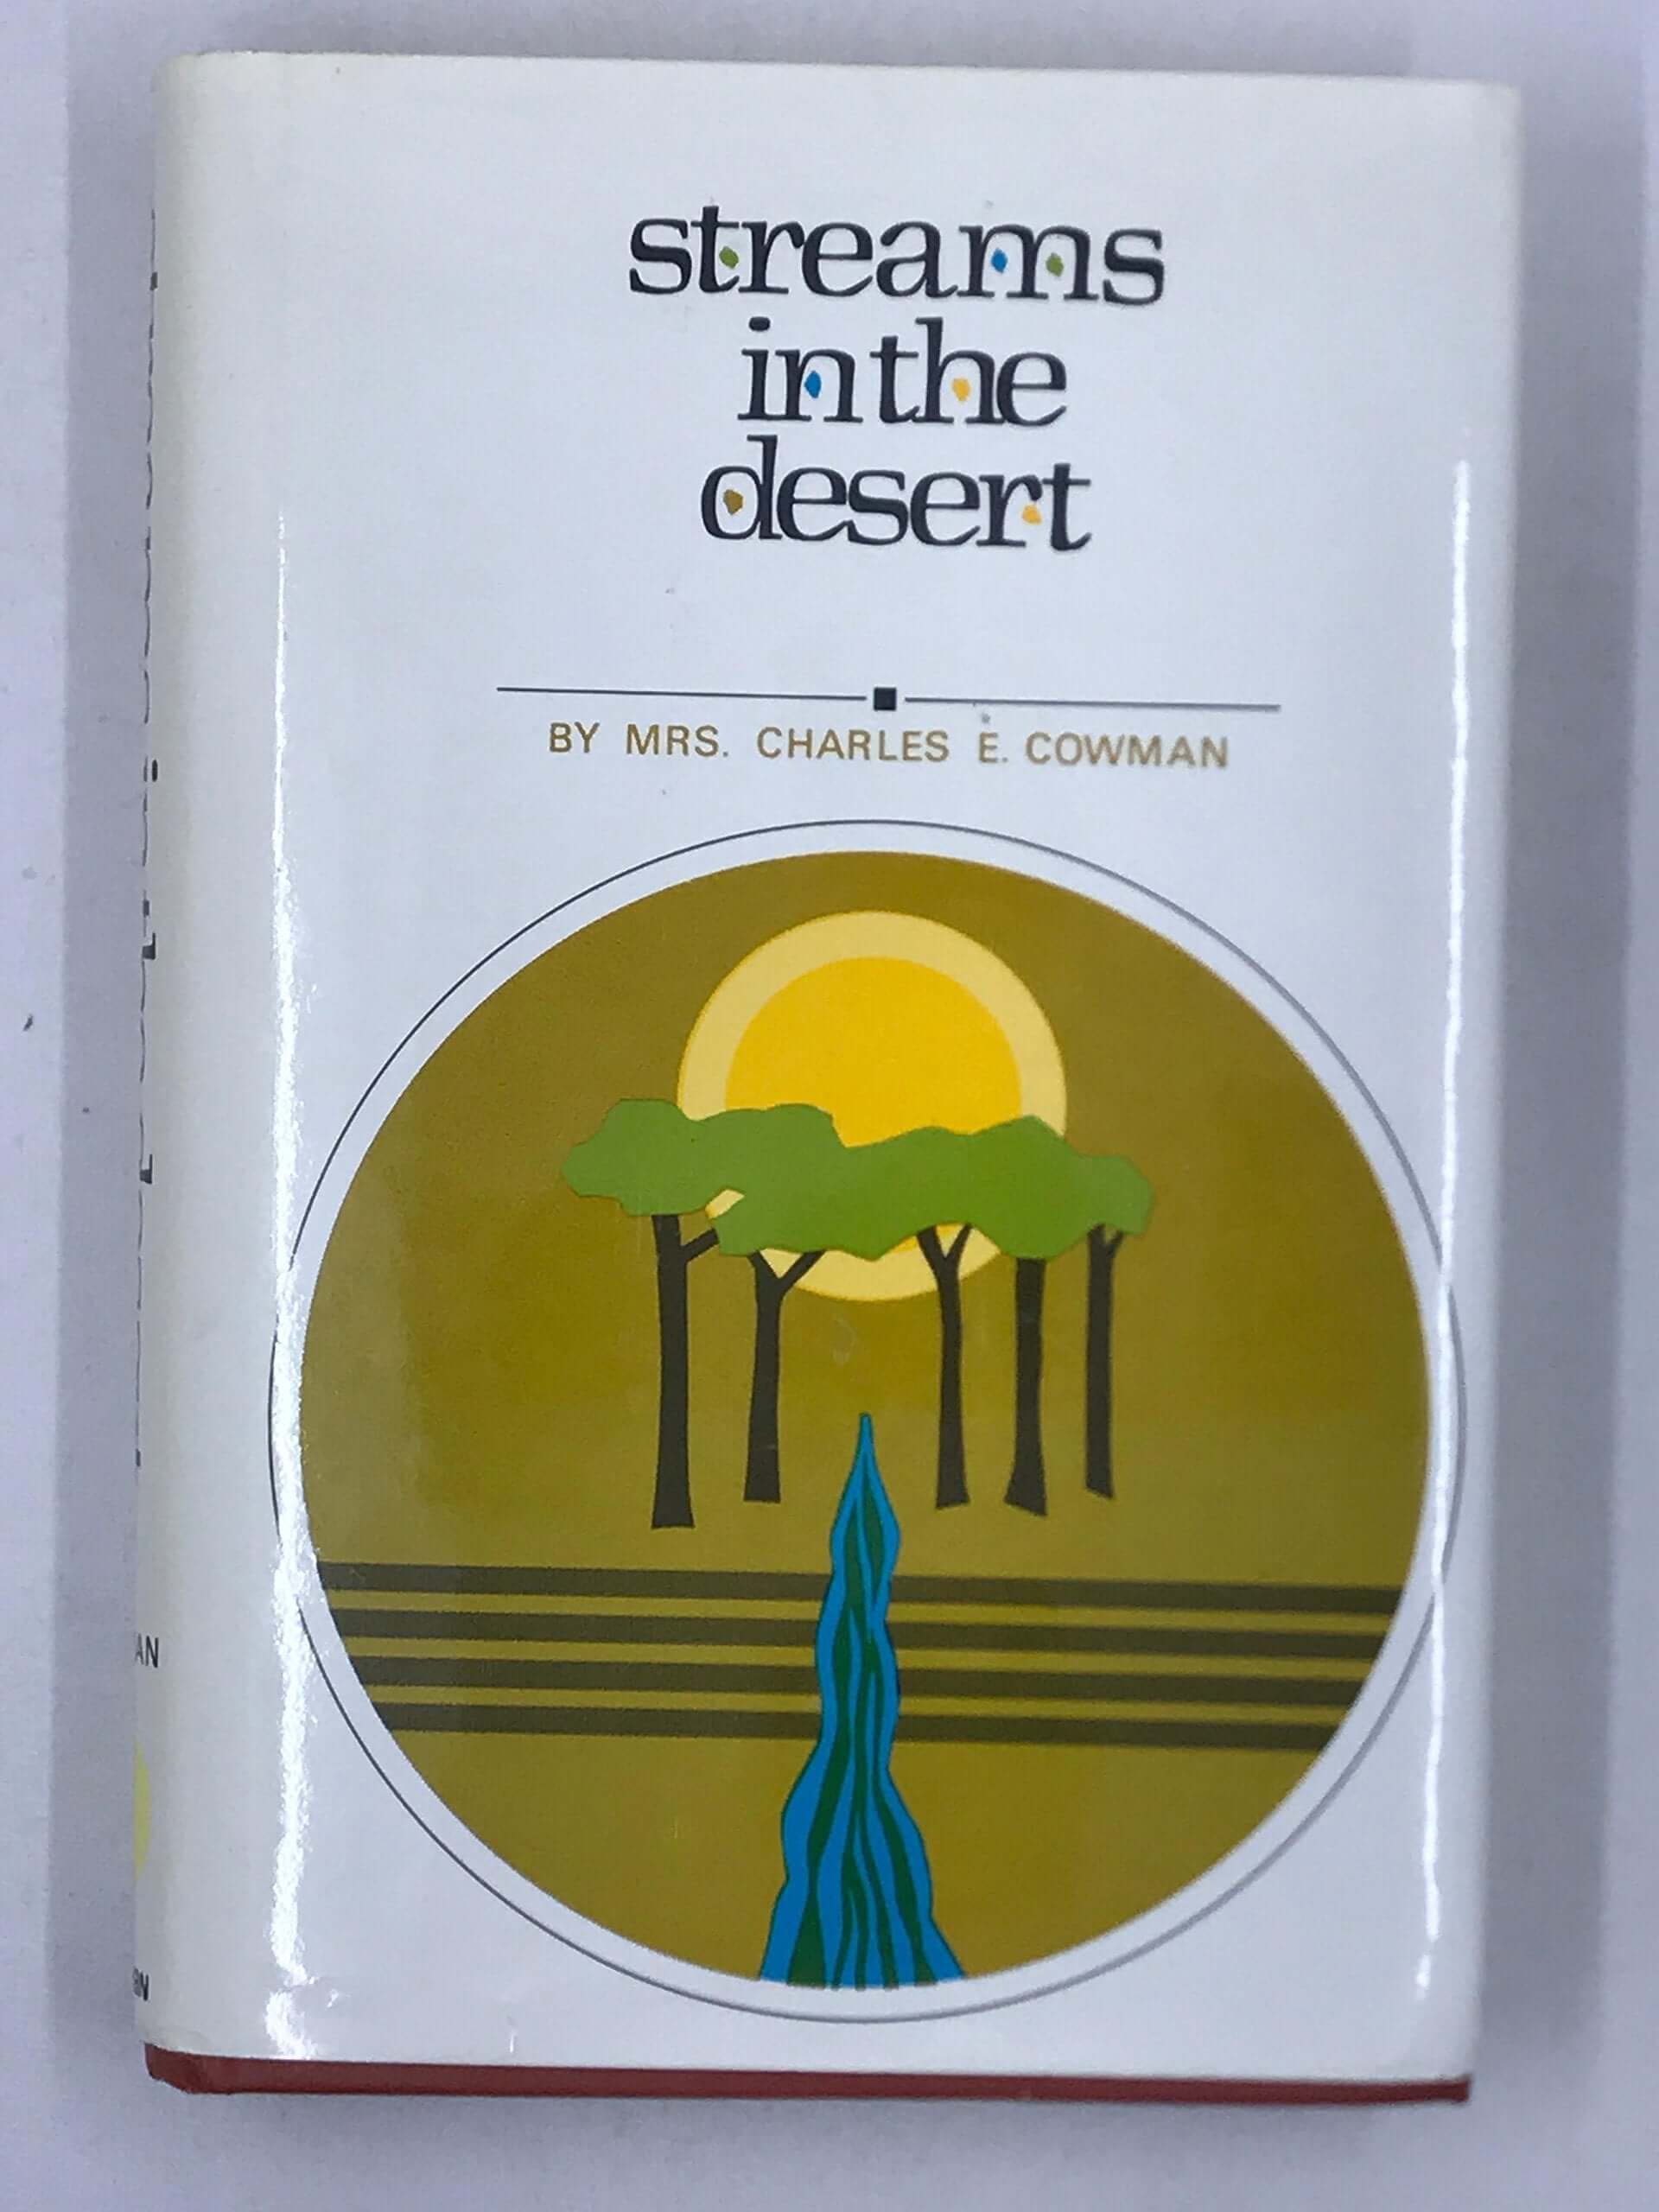 streams
in the
desert
BY MRS. CHARLES E. COWMAN